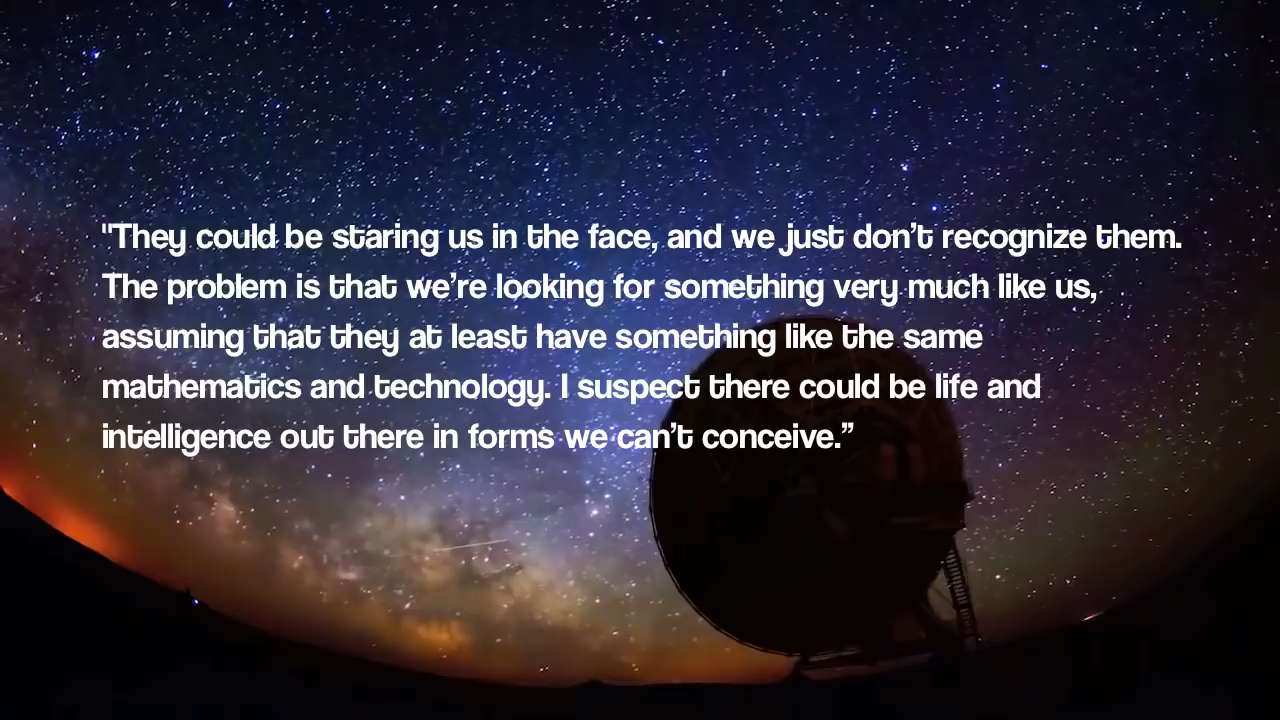 "They could be staring us in the face, and we just don’t recognize them.
The problem is that we’re looking for something very much like us,
assuming that they at least have something like the same
mathematics and technology. I suspect there could be life and
intelligence out there in forms we can’t conceive.”